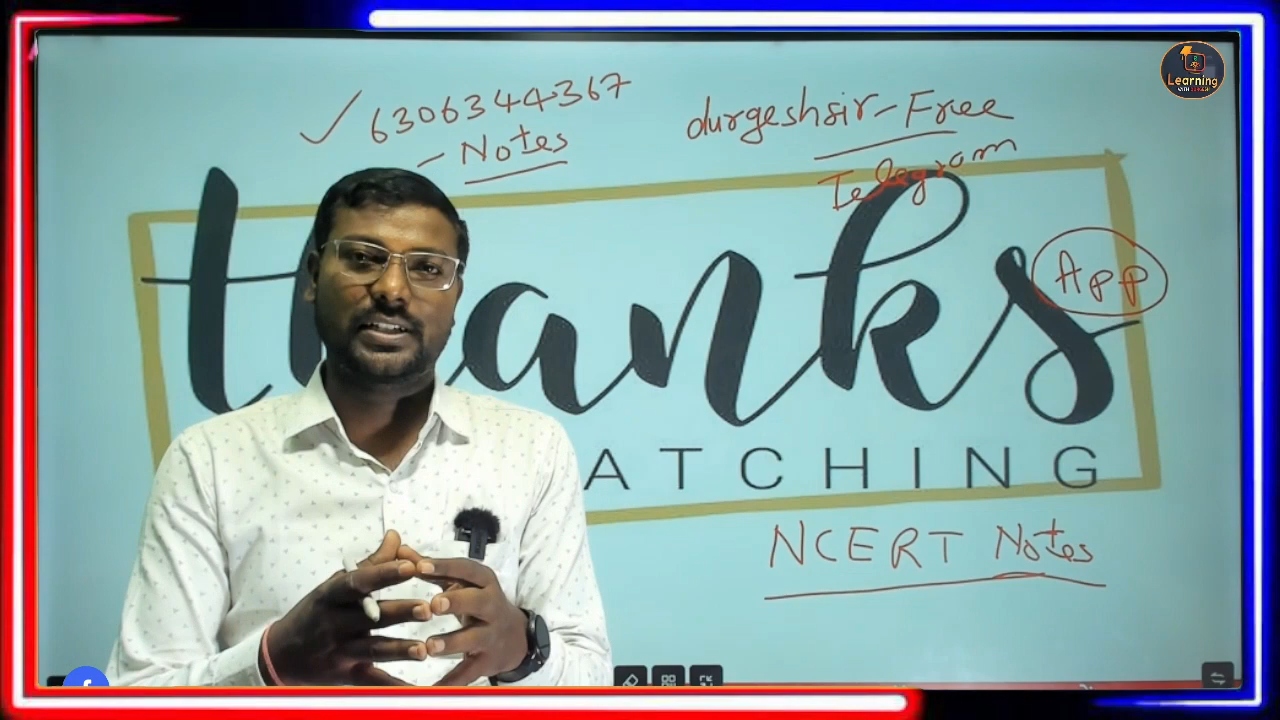 ✓ 6306344367
- Notes
durgeshsir - Free
Telegram
Learning
App
thanks
ATCHING
NCERT Notes
f